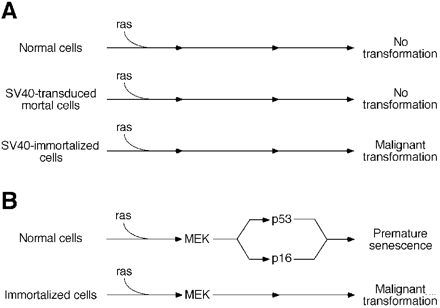 A
ras
Normal cells
No
transformation
ras
SV40-transduced
mortal cells
No
transformation
ras
SV40-immortalized
cells
Malignant
transformation
B
ras
Normal cells
MEK
p53
p16
Premature
senescence
ras
Immortalized cells
MEK
Malignant
transformation